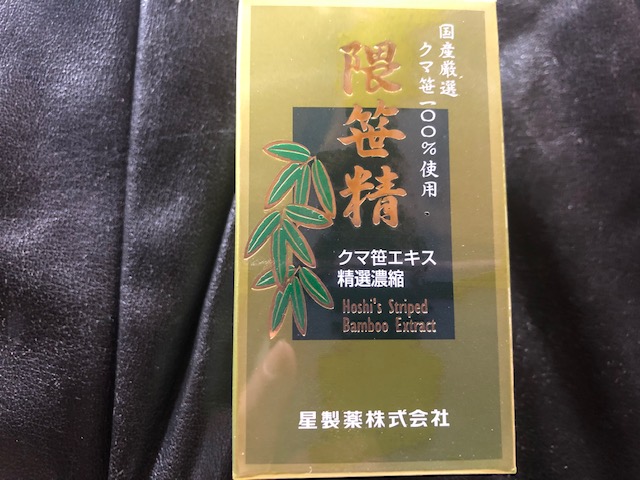 国産厳選
クマ笹一〇〇%使用
隈笹精
クマ笹エキス
精選濃縮
Hoshi's Striped
Bamboo Extract
星製薬株式会社